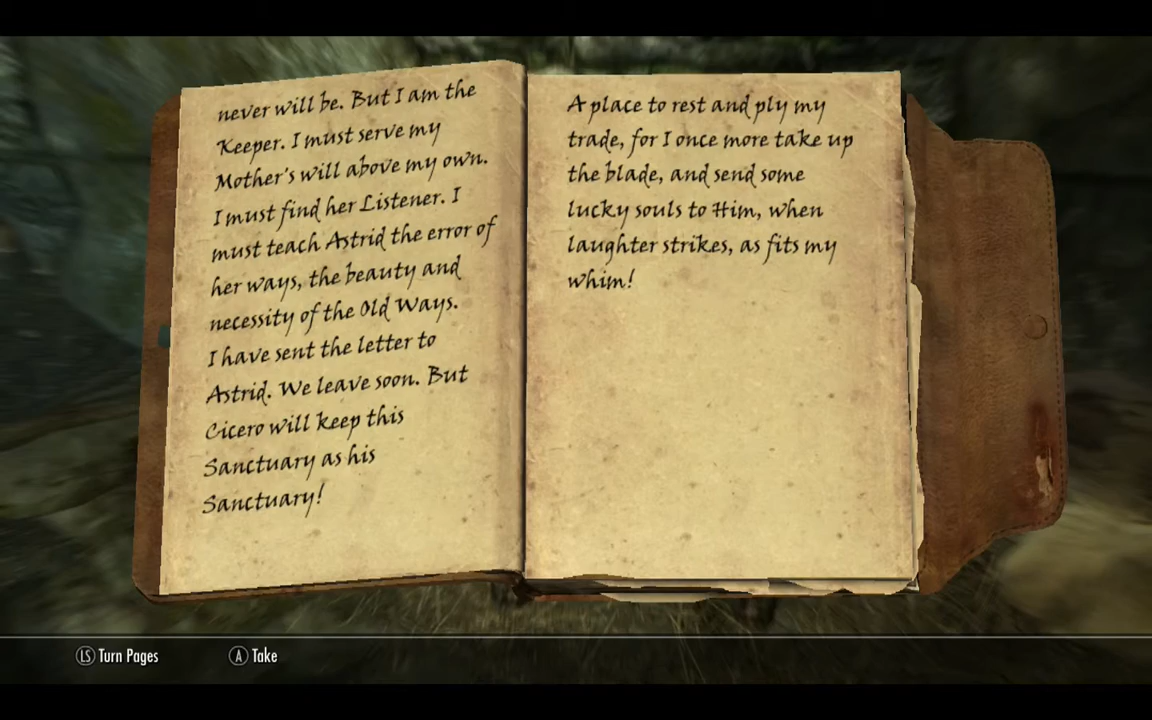 never will be. But I am the
Keeper. I must serve my
Mother's will above my own.
I must find her Listener. I
must teach Astrid the error of
her ways, the beauty and
necessity of the Old Ways.
I have sent the letter to
Astrid. We leave soon. But
Cicero will keep this
Sanctuary as his
Sanctuary!
A place to rest and ply my
trade, for I once more take up
the blade, and send some
lucky souls to Him, when
laughter strikes, as fits my
whim!
LS Turn Pages
A Take